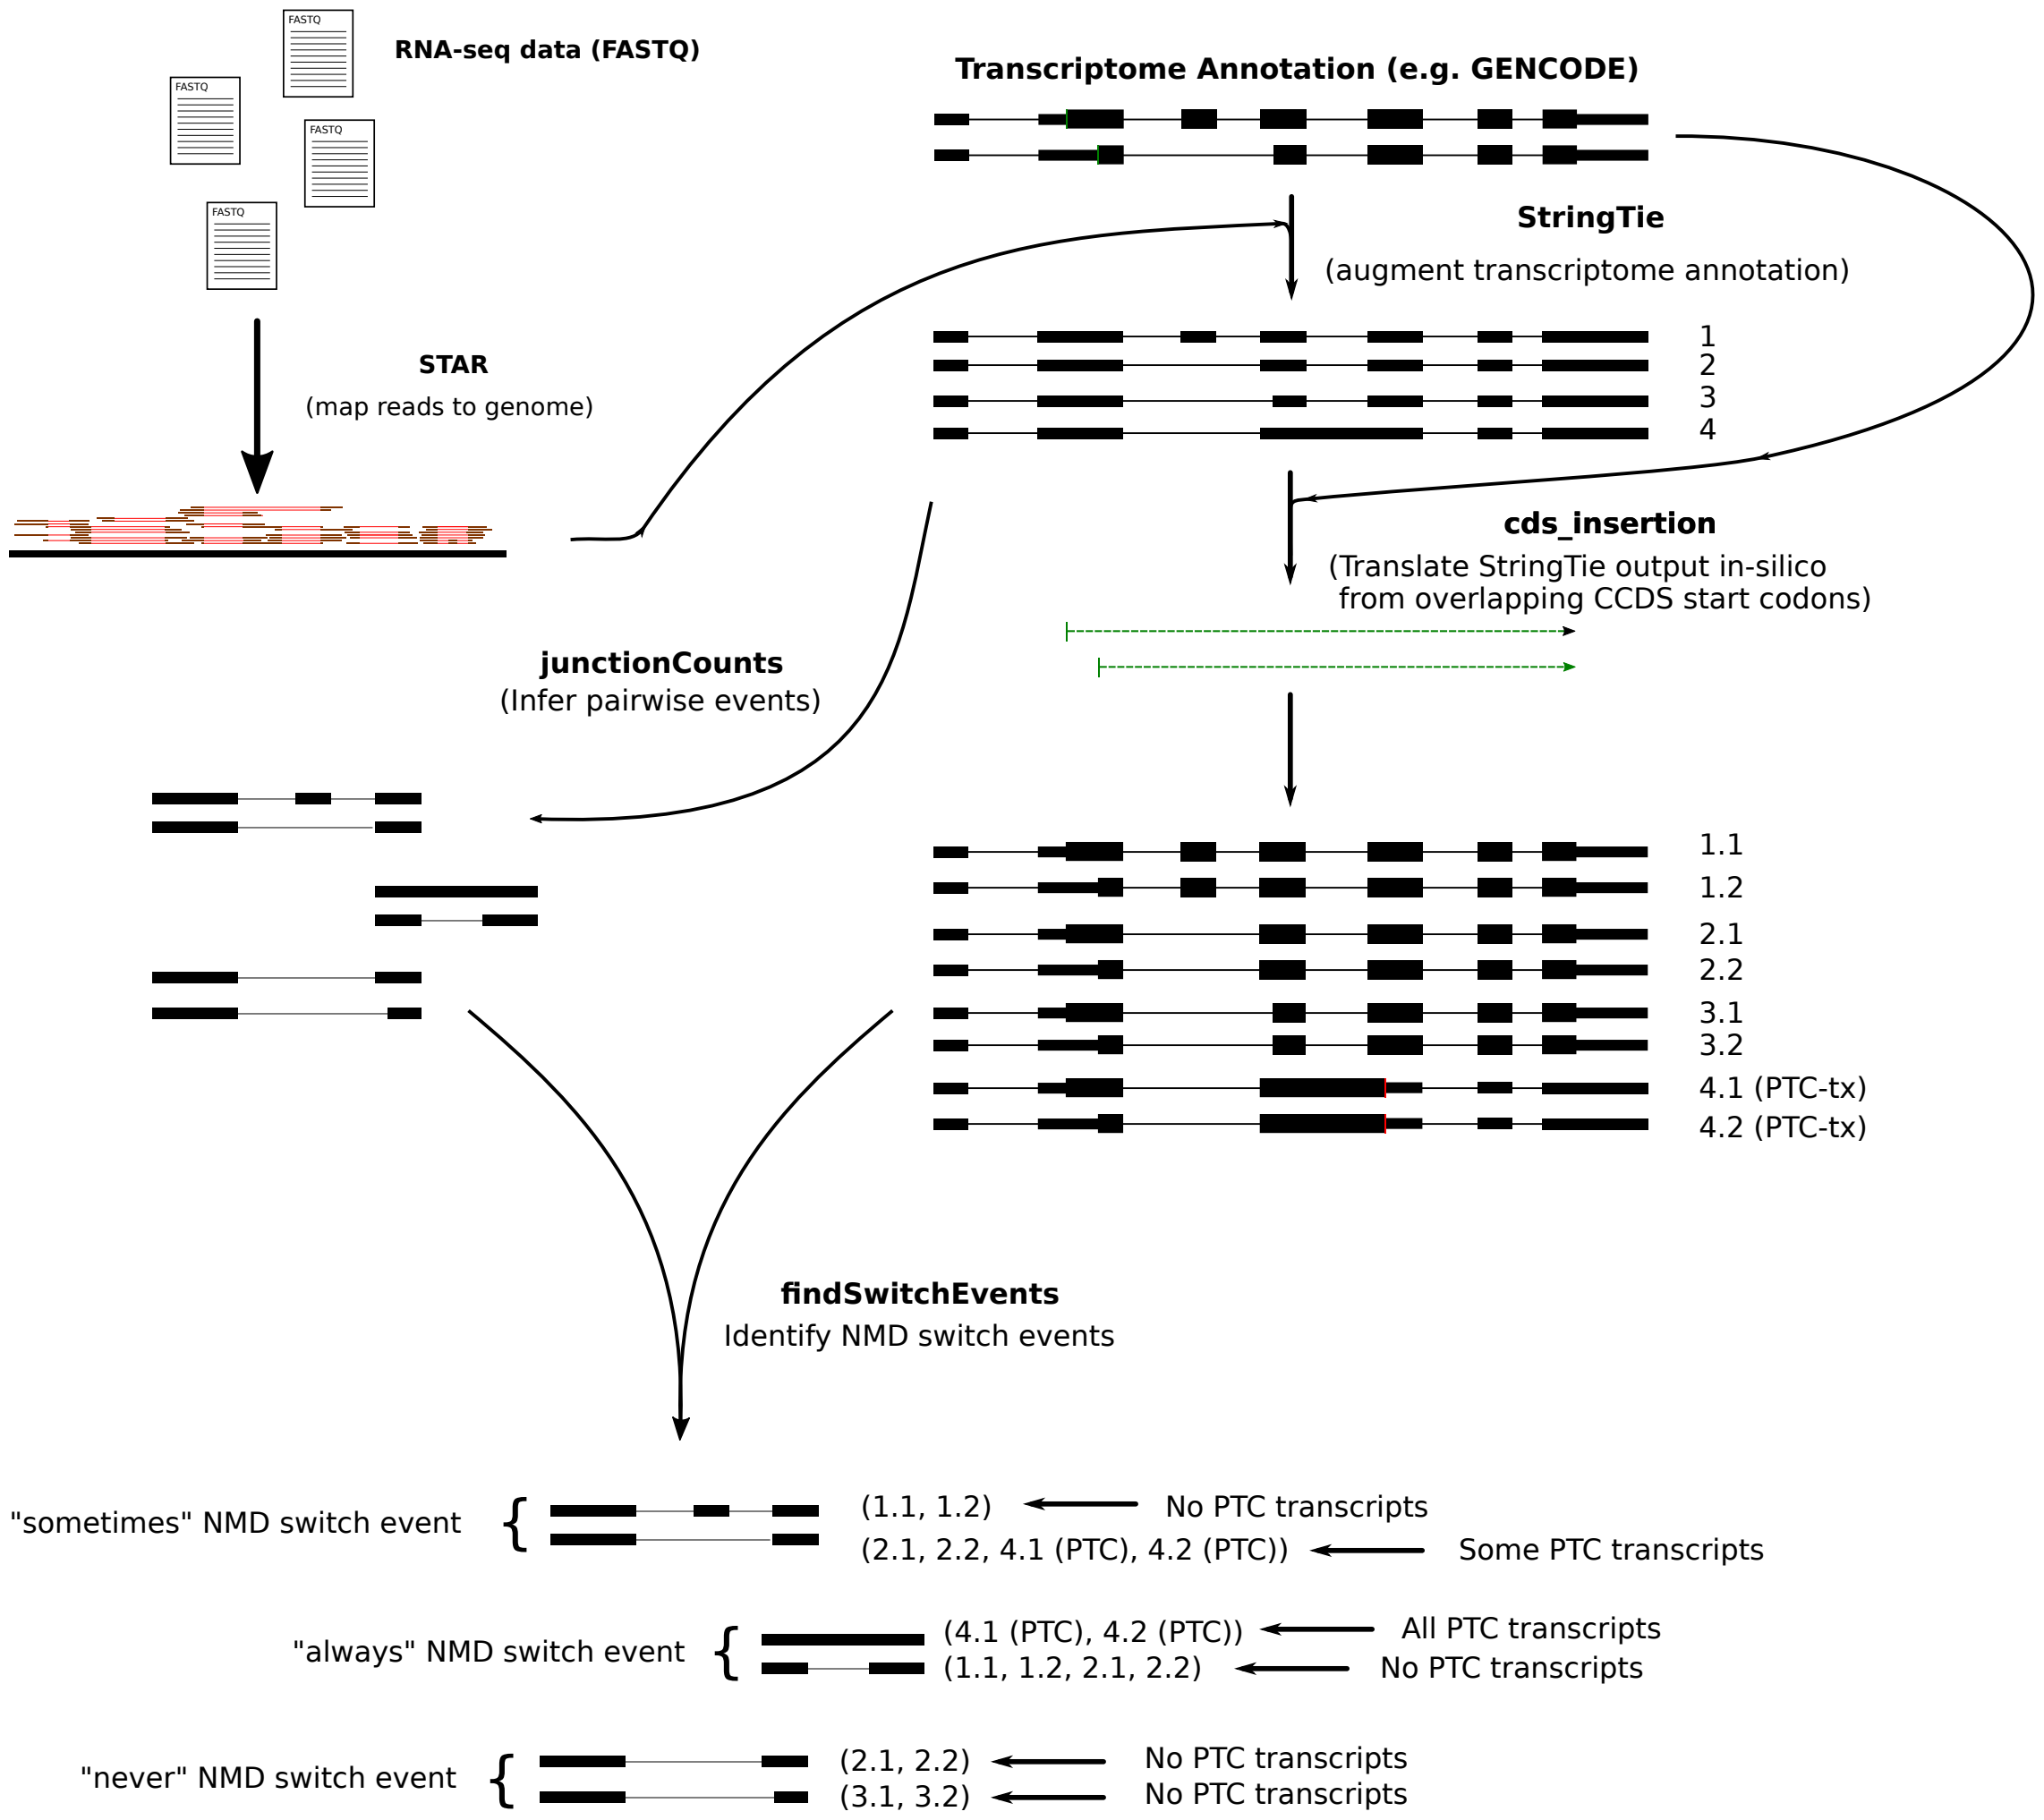 FASTQ
RNA-seq data (FASTQ)
FASTQ
FASTQ
FASTQ
STAR
(map reads to genome)
Transcriptome Annotation (e.g. GENCODE)
StringTie
(augment transcriptome annotation)
1
2
3
4
cds_insertion
(Translate StringTie output in-silico
from overlapping CCDS start codons)
junctionCounts
(Infer pairwise events)
1.1
1.2
2.1
2.2
3.1
3.2
4.1 (PTC-tx)
4.2 (PTC-tx)
findSwitchEvents
Identify NMD switch events
"sometimes" NMD switch event {
(1.1, 1.2) No PTC transcripts
(2.1, 2.2, 4.1 (PTC), 4.2 (PTC)) Some PTC transcripts
"always" NMD switch event {
(4.1 (PTC), 4.2 (PTC)) All PTC transcripts
(1.1, 1.2, 2.1, 2.2) No PTC transcripts
"never" NMD switch event {
(2.1, 2.2) No PTC transcripts
(3.1, 3.2) No PTC transcripts